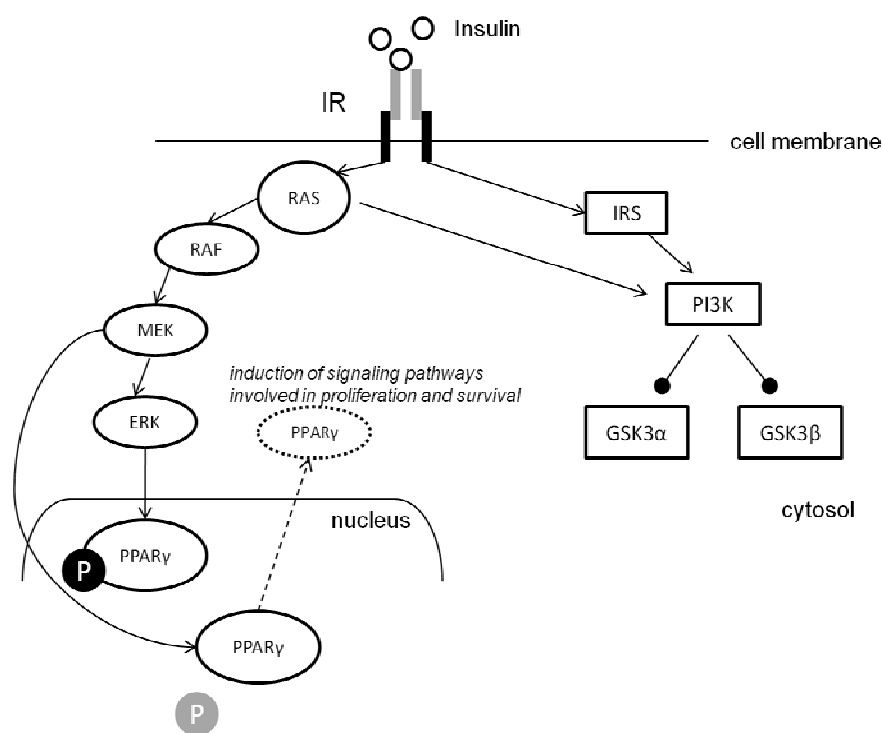 Insulin
IR
cell membrane
RAS
IRS
RAF
PI3K
MEK
induction of signaling pathways
involved in proliferation and survival
ERK
PPARγ
GSK3α
GSK3β
cytosol
nucleus
PPARγ
P
PPARγ
P